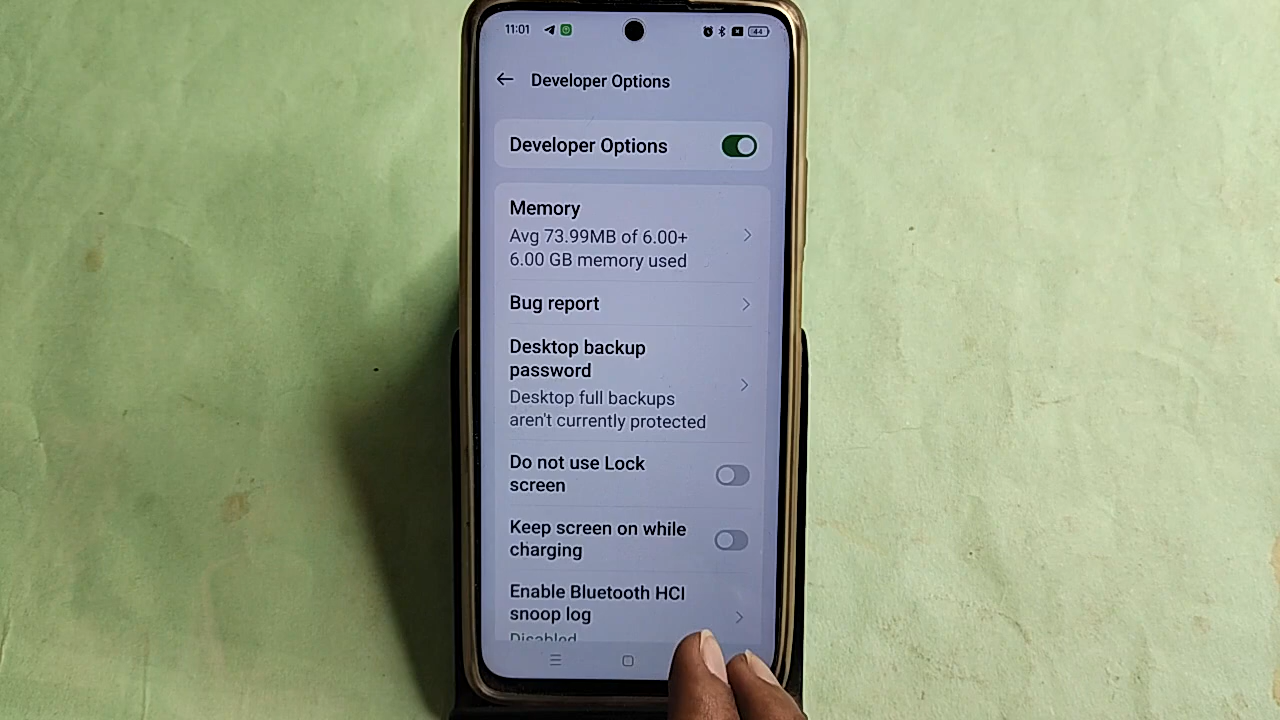 11:01
44
Developer Options
Developer Options
Memory
Avg 73.99MB of 6.00+
6.00 GB memory used
Bug report
Desktop backup
password
Desktop full backups
aren't currently protected
Do not use Lock
screen
Keep screen on while
charging
Enable Bluetooth HCI
snoop log
Disabled